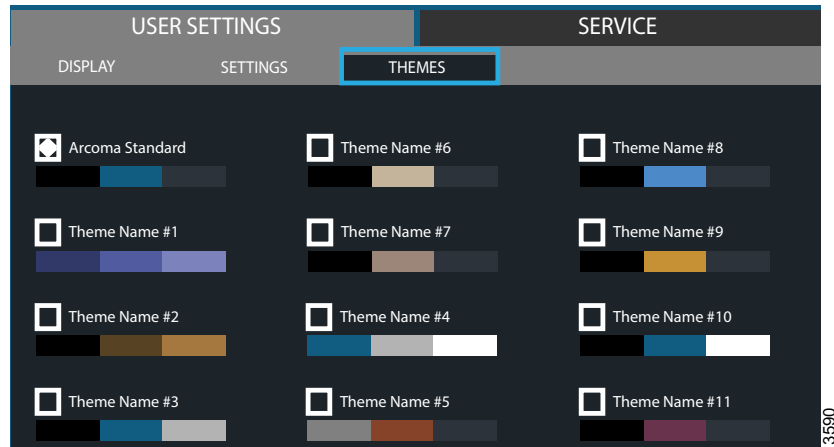 USER SETTINGS SERVICE
DISPLAY SETTINGS THEMES
Arcoma Standard Theme Name #6 Theme Name #8
Theme Name #1 Theme Name #7 Theme Name #9
Theme Name #2 Theme Name #4 Theme Name #10
Theme Name #3 Theme Name #5 Theme Name #11
3590